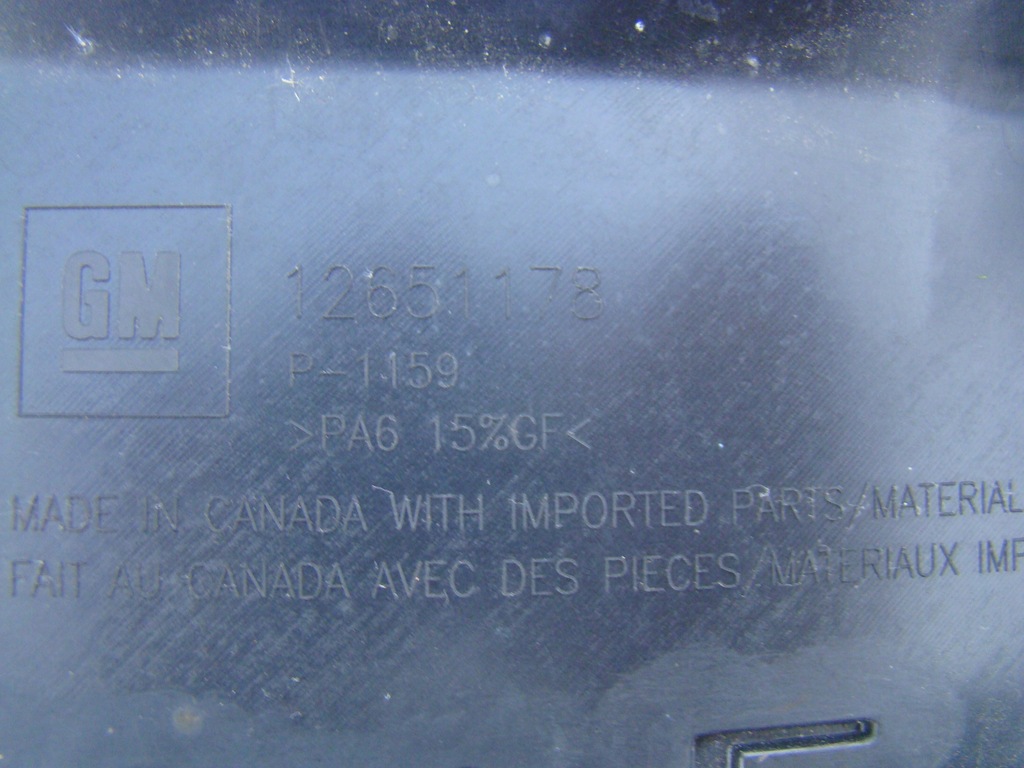 GM
12651178
P-1159
>PA6 15%GF<
MADE IN CANADA WITH IMPORTED PARTS/MATERIAL
FAIT AU CANADA AVEC DES PIECES/MATERIAUX IMP